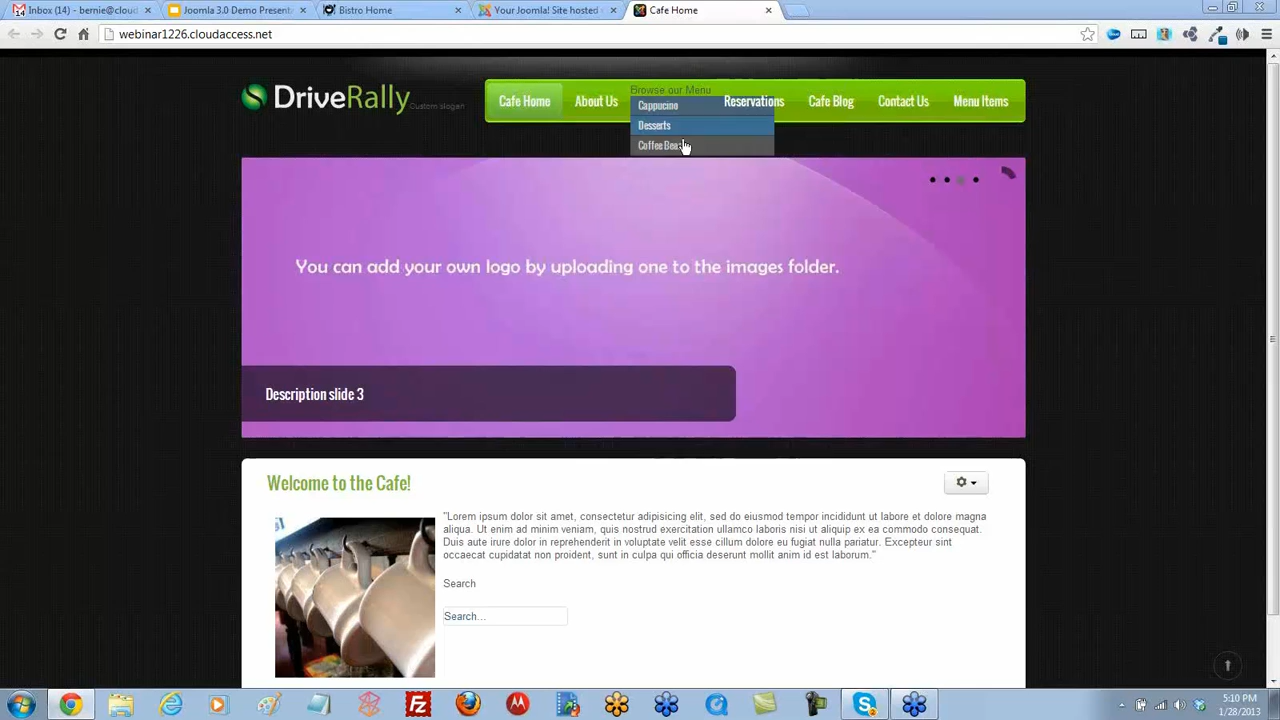 Inbox (14) - bernie@cloud
Joomla 3.0 Demo Present
Bistro Home
Your Joomla! Site hosted
Cafe Home
webinar1226.cloudaccess.net
DriveRally
Custom slogan
Cafe Home
About Us
Browse our Menu
Reservations
Cafe Blog
Contact Us
Menu Items
Cappucino
Desserts
Coffee
You can add your own logo by uploading one to the images folder.
Description slide 3
Welcome to the Cafe!
"Lorem ipsum dolor sit amet, consectetur adipisicing elit, sed do eiusmod tempor incididunt ut labore et dolore magna
aliqua. Ut enim ad minim veniam, quis nostrud exercitation ullamco laboris nisi ut aliquip ex ea commodo consequat.
Duis aute irure dolor in reprehenderit in voluptate velit esse cillum dolore eu fugiat nulla pariatur. Excepteur sint
occaecat cupidatat non proident, sunt in culpa qui officia deserunt mollit anim id est laborum."
Search
Search...
5:10 PM
1/28/2013